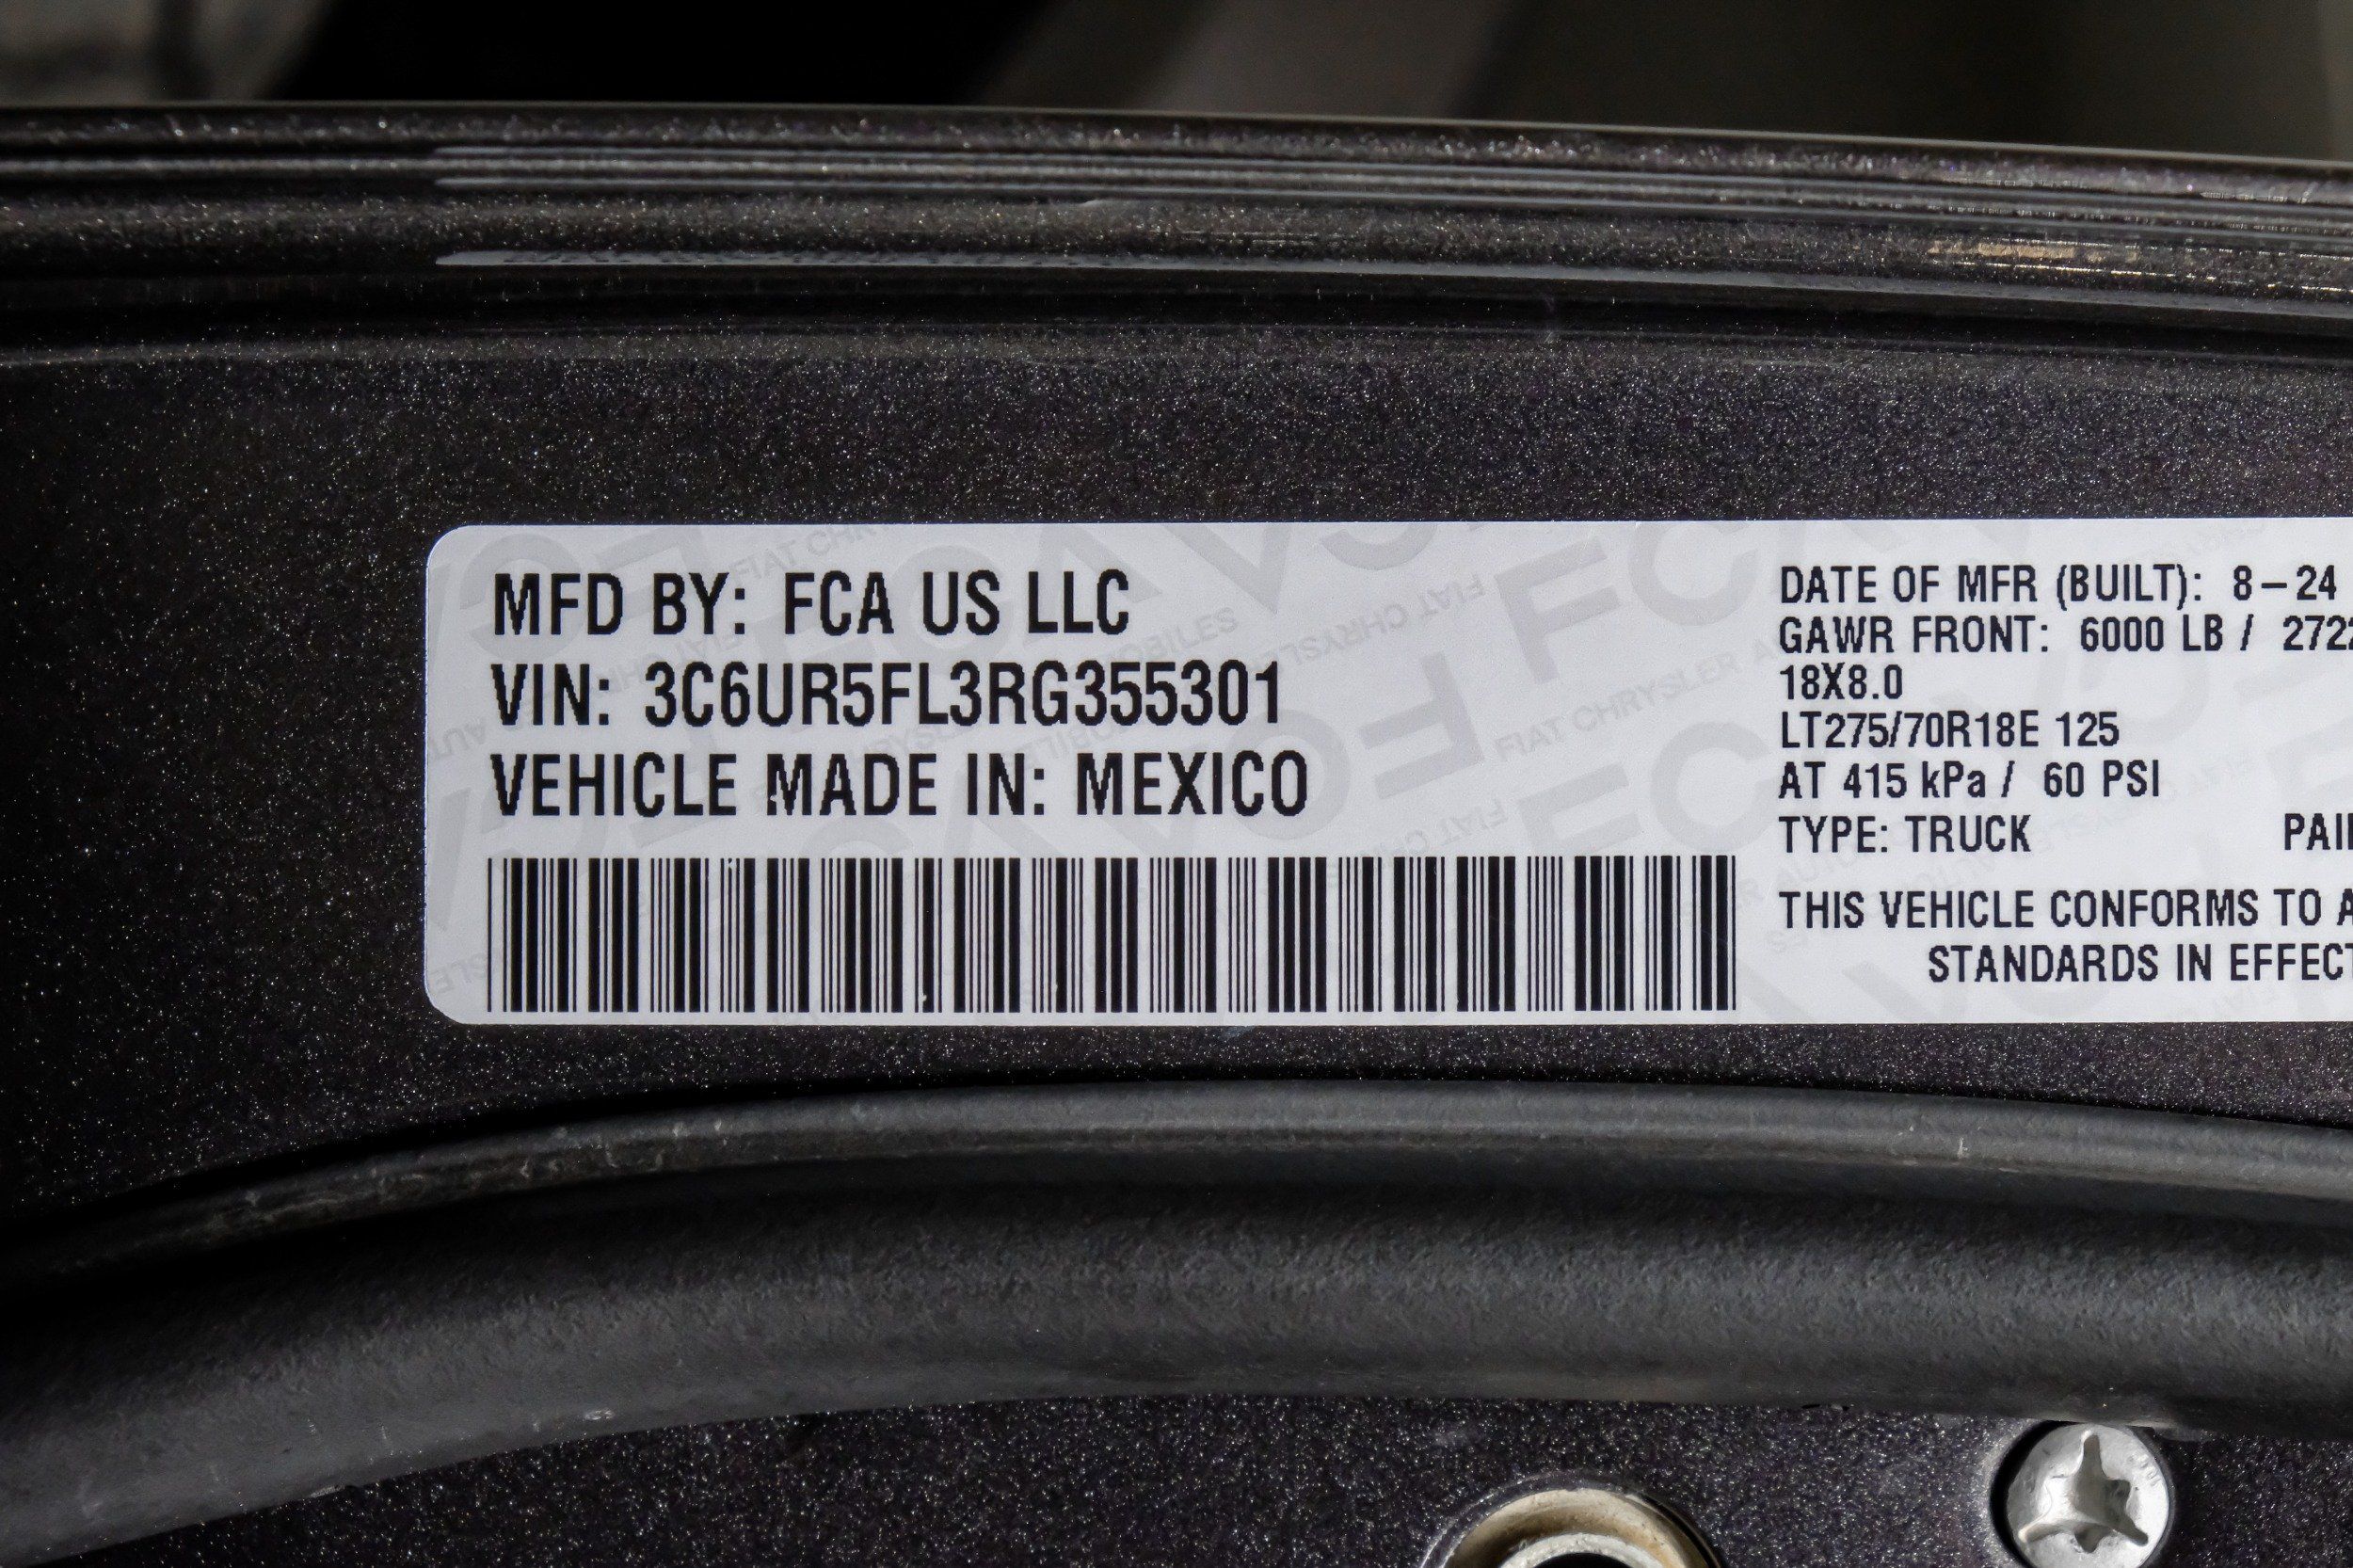 MFD BY: FCA US LLC
VIN: 3C6UR5FL3RG355301
VEHICLE MADE IN: MEXICO
DATE OF MFR (BUILT): 8-24
GAWR FRONT: 6000 LB / 2722
18X8.0
LT275/70R18E 125
AT 415 kPa / 60 PSI
TYPE: TRUCK
THIS VEHICLE CONFORMS TO
STANDARDS IN EFFECT